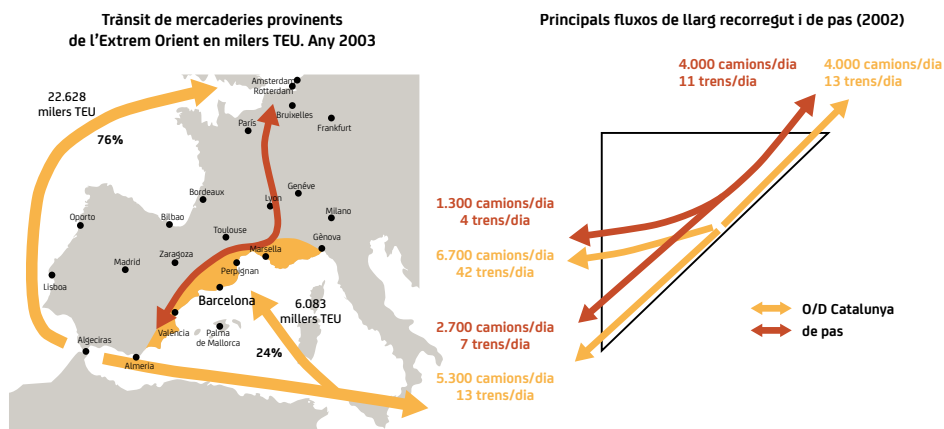 Trànsit de mercaderies provinents
de l'Extrem Orient en milers TEU. Any 2003
22.628
milers TEU
76%
Amsterdam
Rotterdam
Bruixelles
París
Frankfurt
Bordeaux
Genêve
Lyon
Milano
Oporto
Bilbao
Toulouse
Gênova
Marsella
Zaragoza
Madrid
Perpignan
Lisboa
Barcelona
6.083
millers TEU
València
Palma
de Mallorca
Algeciras
24%
Almeria
Principals fluxos de llarg recorregut i de pas (2002)
4.000 camions/dia
11 trens/dia
4.000 camions/dia
13 trens/dia
1.300 camions/dia
4 trens/dia
6.700 camions/dia
42 trens/dia
2.700 camions/dia
7 trens/dia
5.300 camions/dia
13 trens/dia
O/D Catalunya
de pas